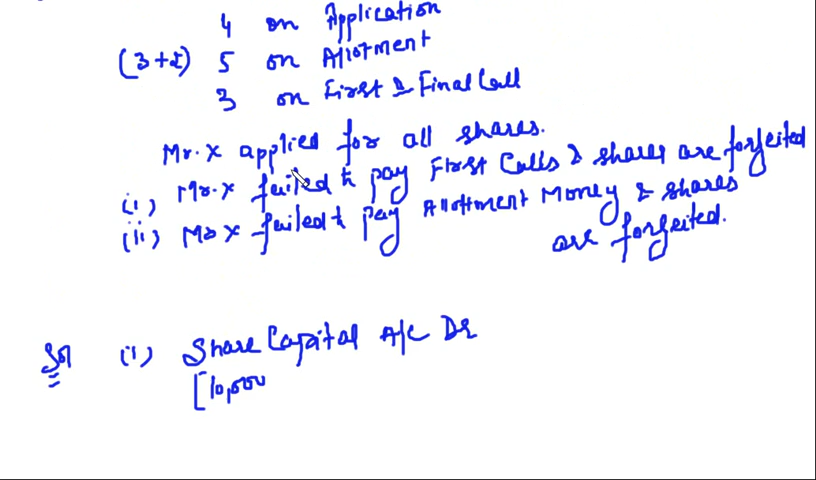 4 on Application
(3+2) 5 on Allotment
3 on First & Final Call
Mr. X applied for all shares.
(i) Mr. X failed to pay First Calls & shares are forfeited
(ii) Mr X failed to pay Allotment Money & shares
are forfeited.
Sol (i) Share Capital A/c Dr
[10,000